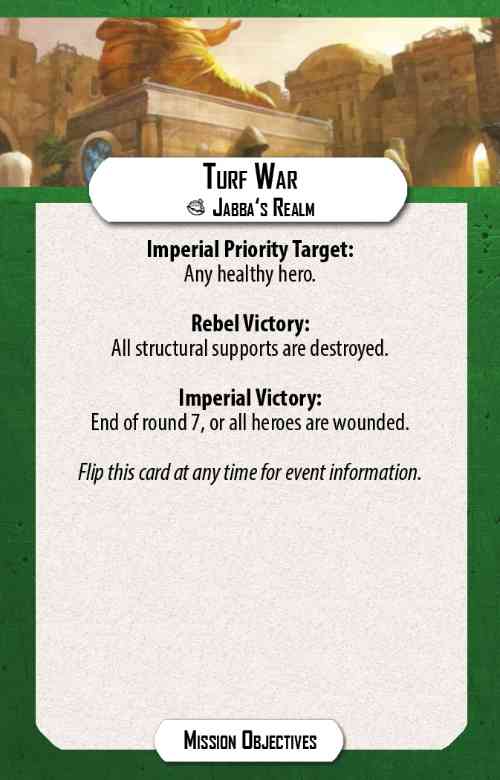 Turf War
Jabba's Realm
Imperial Priority Target:
Any healthy hero.
Rebel Victory:
All structural supports are destroyed.
Imperial Victory:
End of round 7, or all heroes are wounded.
Flip this card at any time for event information.
Mission Objectives